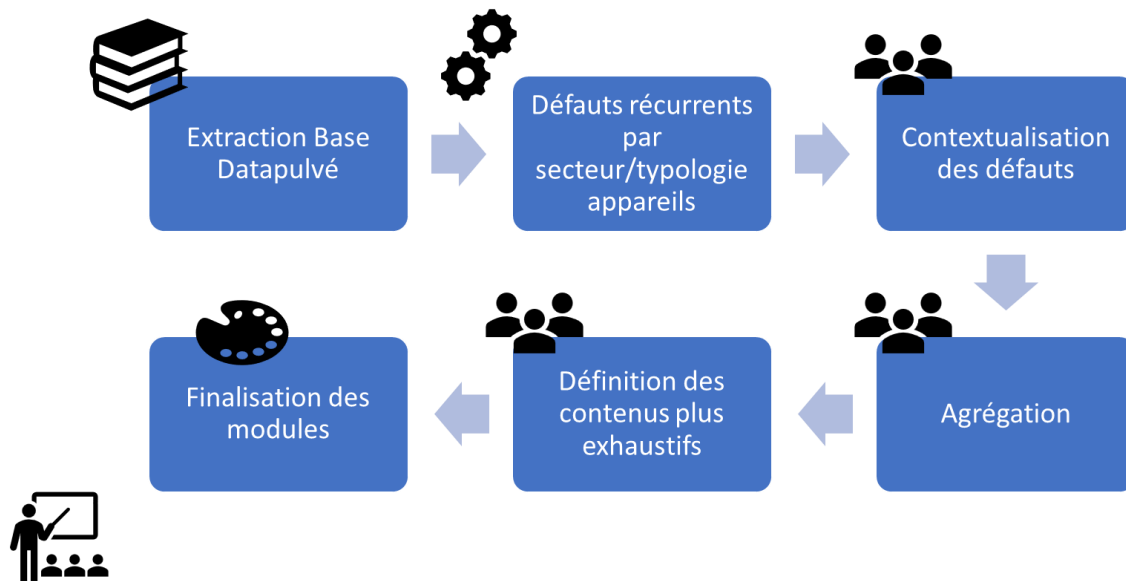 Extraction Base
Datapulvé
Défauts récurrents
par
secteur/typologie
appareils
Contextualisation
des défauts
Agrégation
Définition des
contenus plus
exhaustifs
Finalisation des
modules